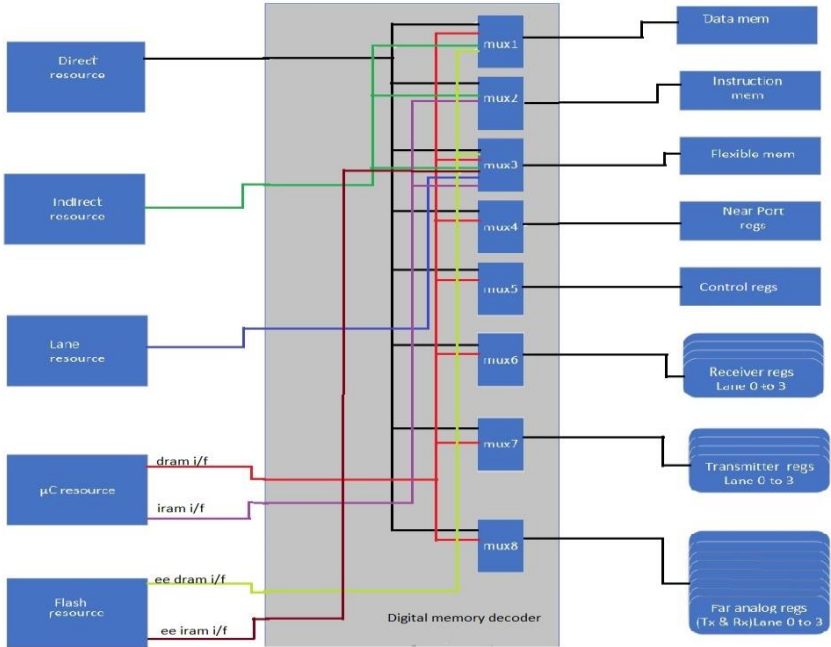 Direct
resource
Indirect
resource
Lane
resource
µC resource
dram i/f
iram i/f
Flash
resource
ee dram i/f
ee iram i/f
mux1
mux2
mux3
mux4
mux5
mux6
mux7
mux8
Digital memory decoder
Data mem
Instruction
mem
Flexible mem
Near Port
regs
Control regs
Receiver regs
Lane 0 to 3
Transmitter regs
Lane 0 to 3
Far analog regs
(Tx & Rx)Lane 0 to 3